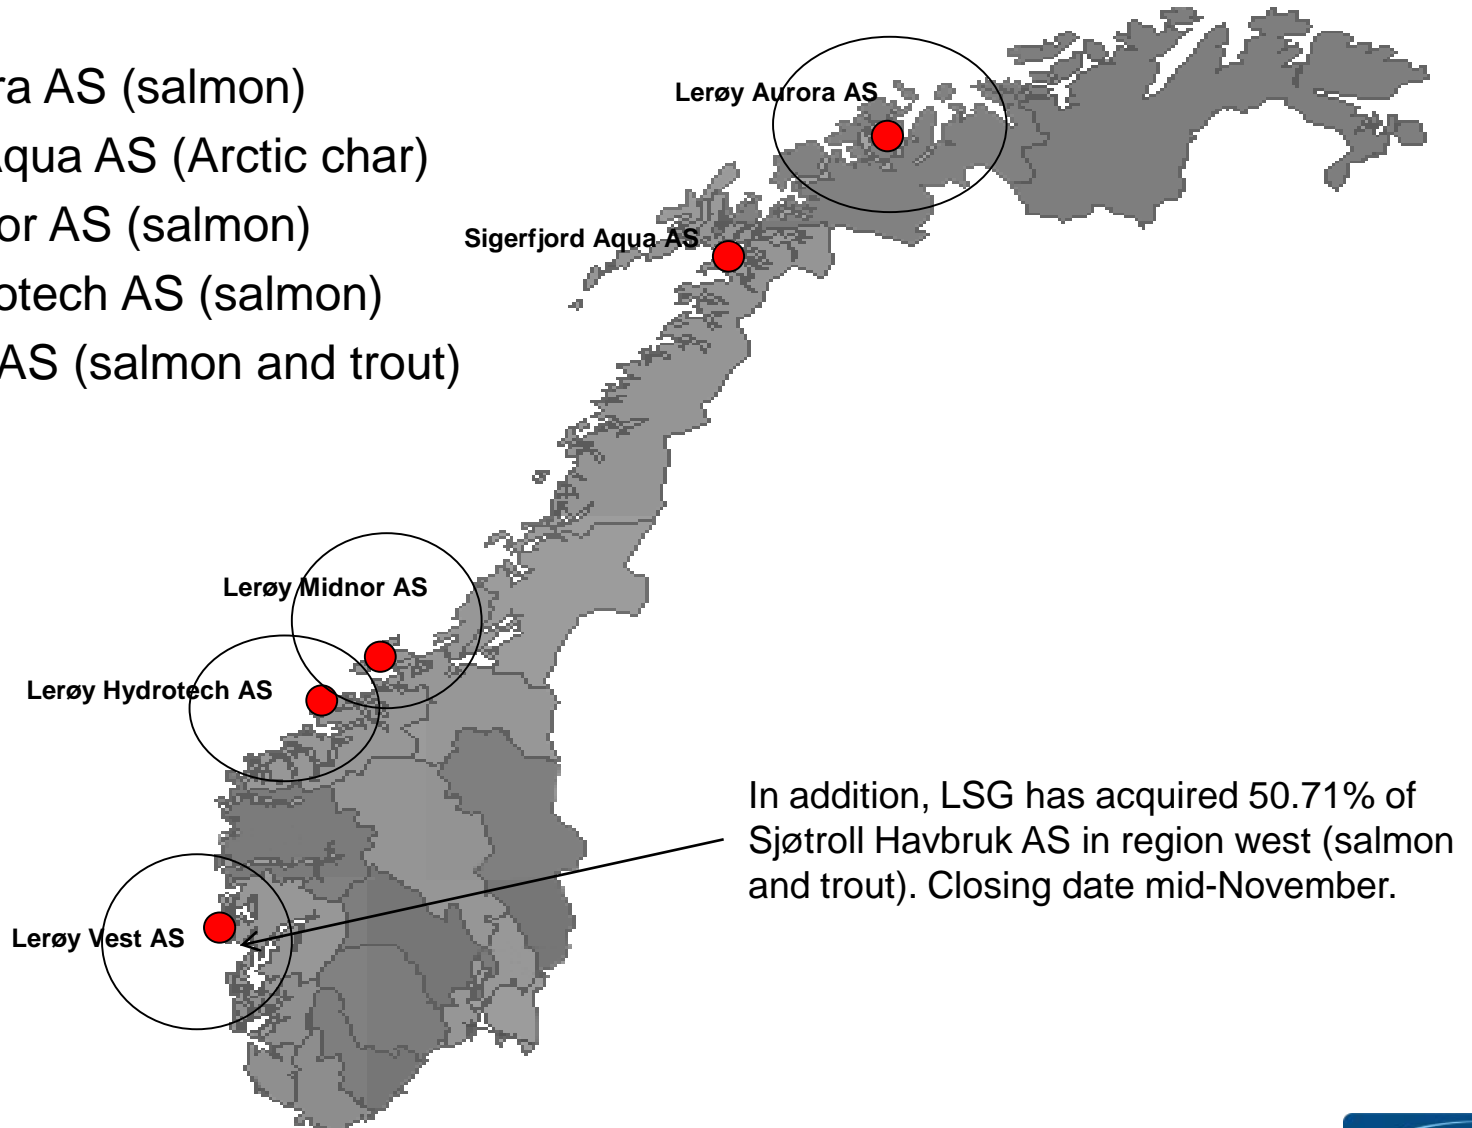 ra AS (salmon)
Aqua AS (Arctic char)
or AS (salmon)
otech AS (salmon)
AS (salmon and trout)
Lerøy Aurora AS
Sigerfjord Aqua AS
Lerøy Midnor AS
Lerøy Hydrotech AS
In addition, LSG has acquired 50.71% of
Sjøtroll Havbruk AS in region west (salmon
and trout). Closing date mid-November.
Lerøy Vest AS